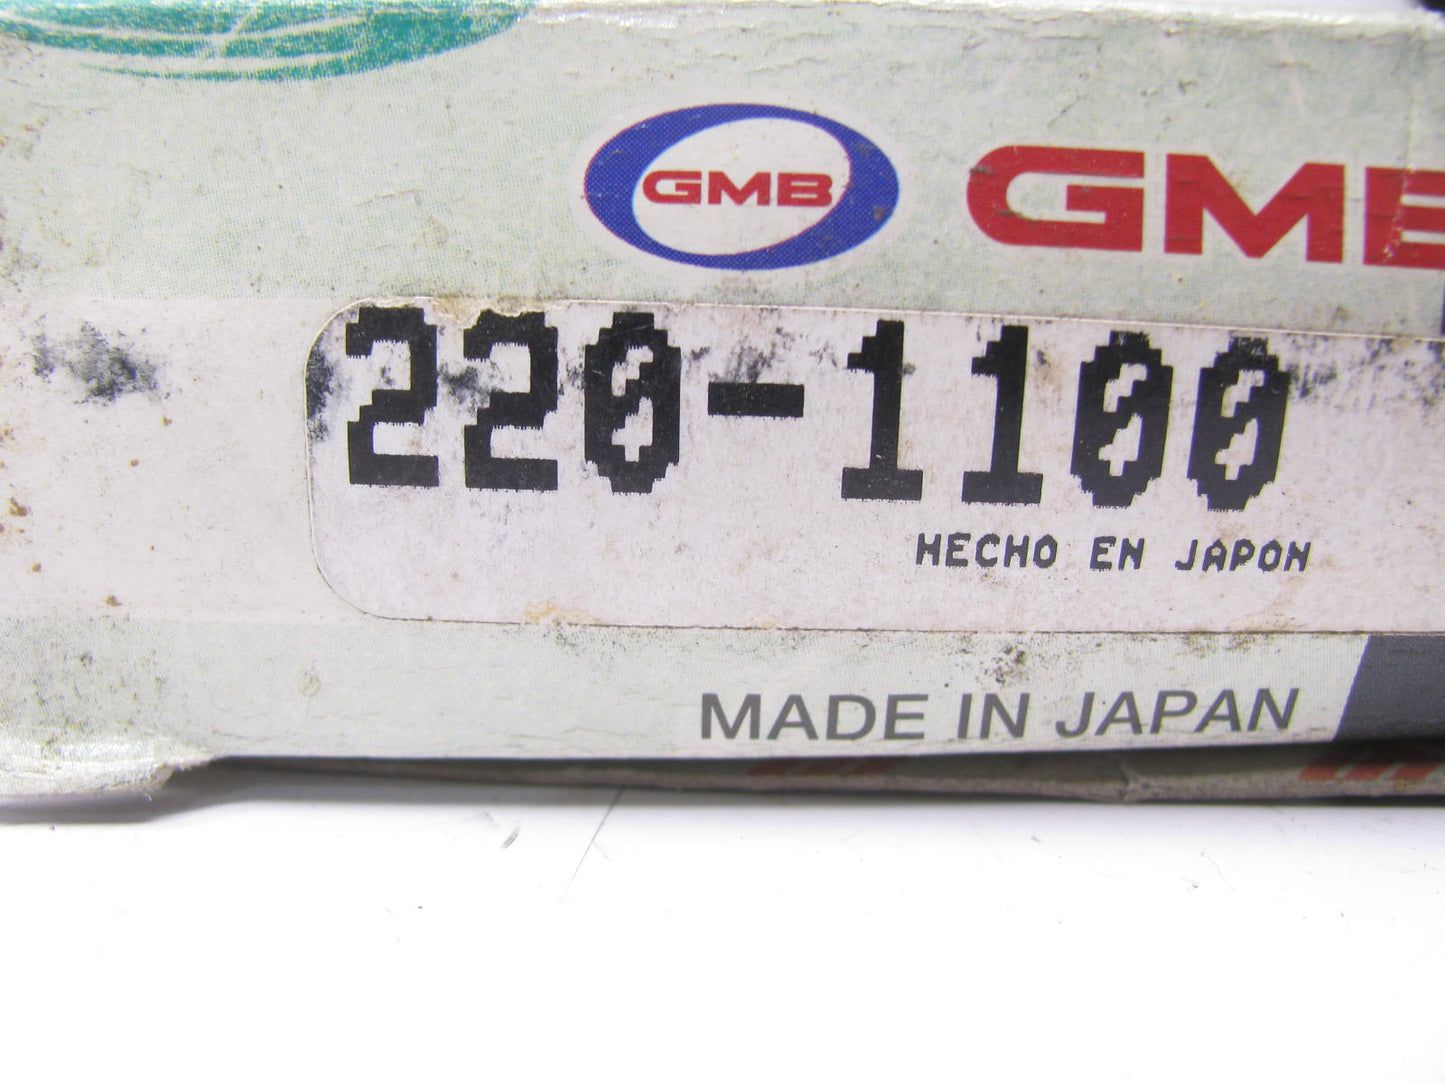 GMB GMB
220-1100
HECHO EN JAPON
MADE IN JAPAN